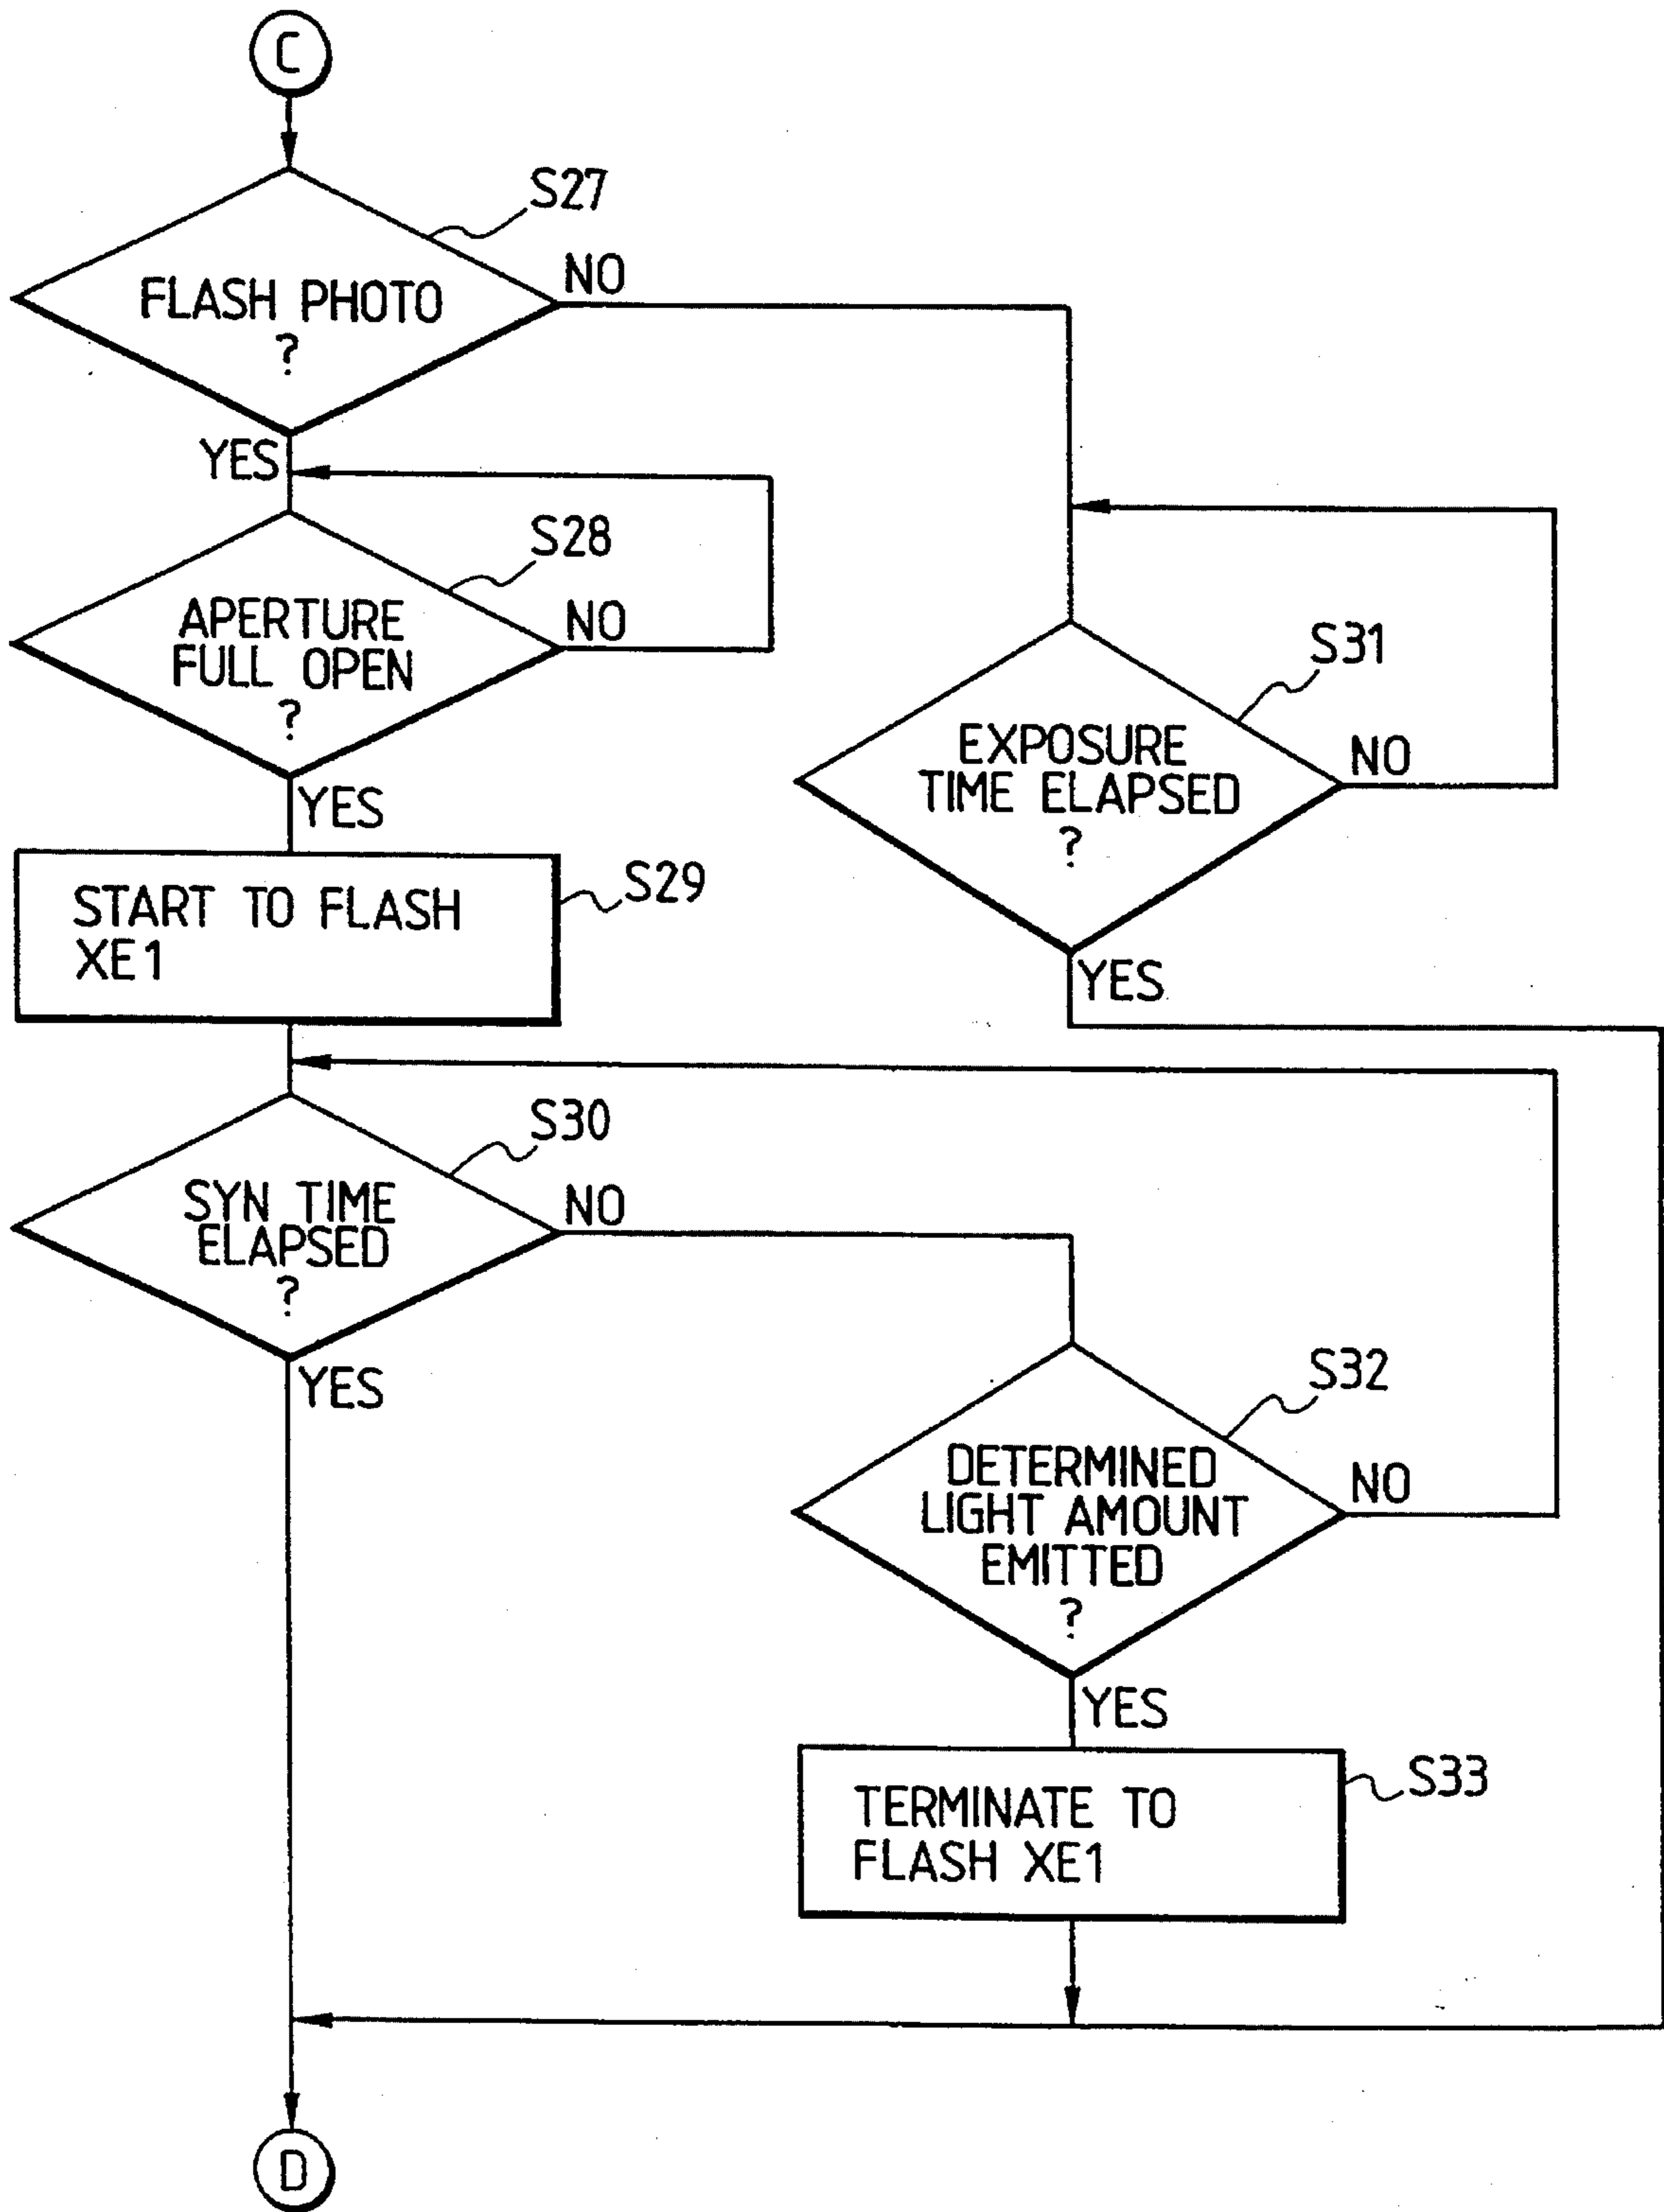 C
S27
FLASH PHOTO
?
NO
YES
S28
APERTURE
FULL OPEN
?
NO
YES
S31
EXPOSURE
TIME ELAPSED
?
NO
YES
START TO FLASH
XE1
S29
S30
SYN TIME
ELAPSED
?
NO
YES
S32
DETERMINED
LIGHT AMOUNT
EMITTED
?
NO
YES
TERMINATE TO
FLASH XE1
S33
D